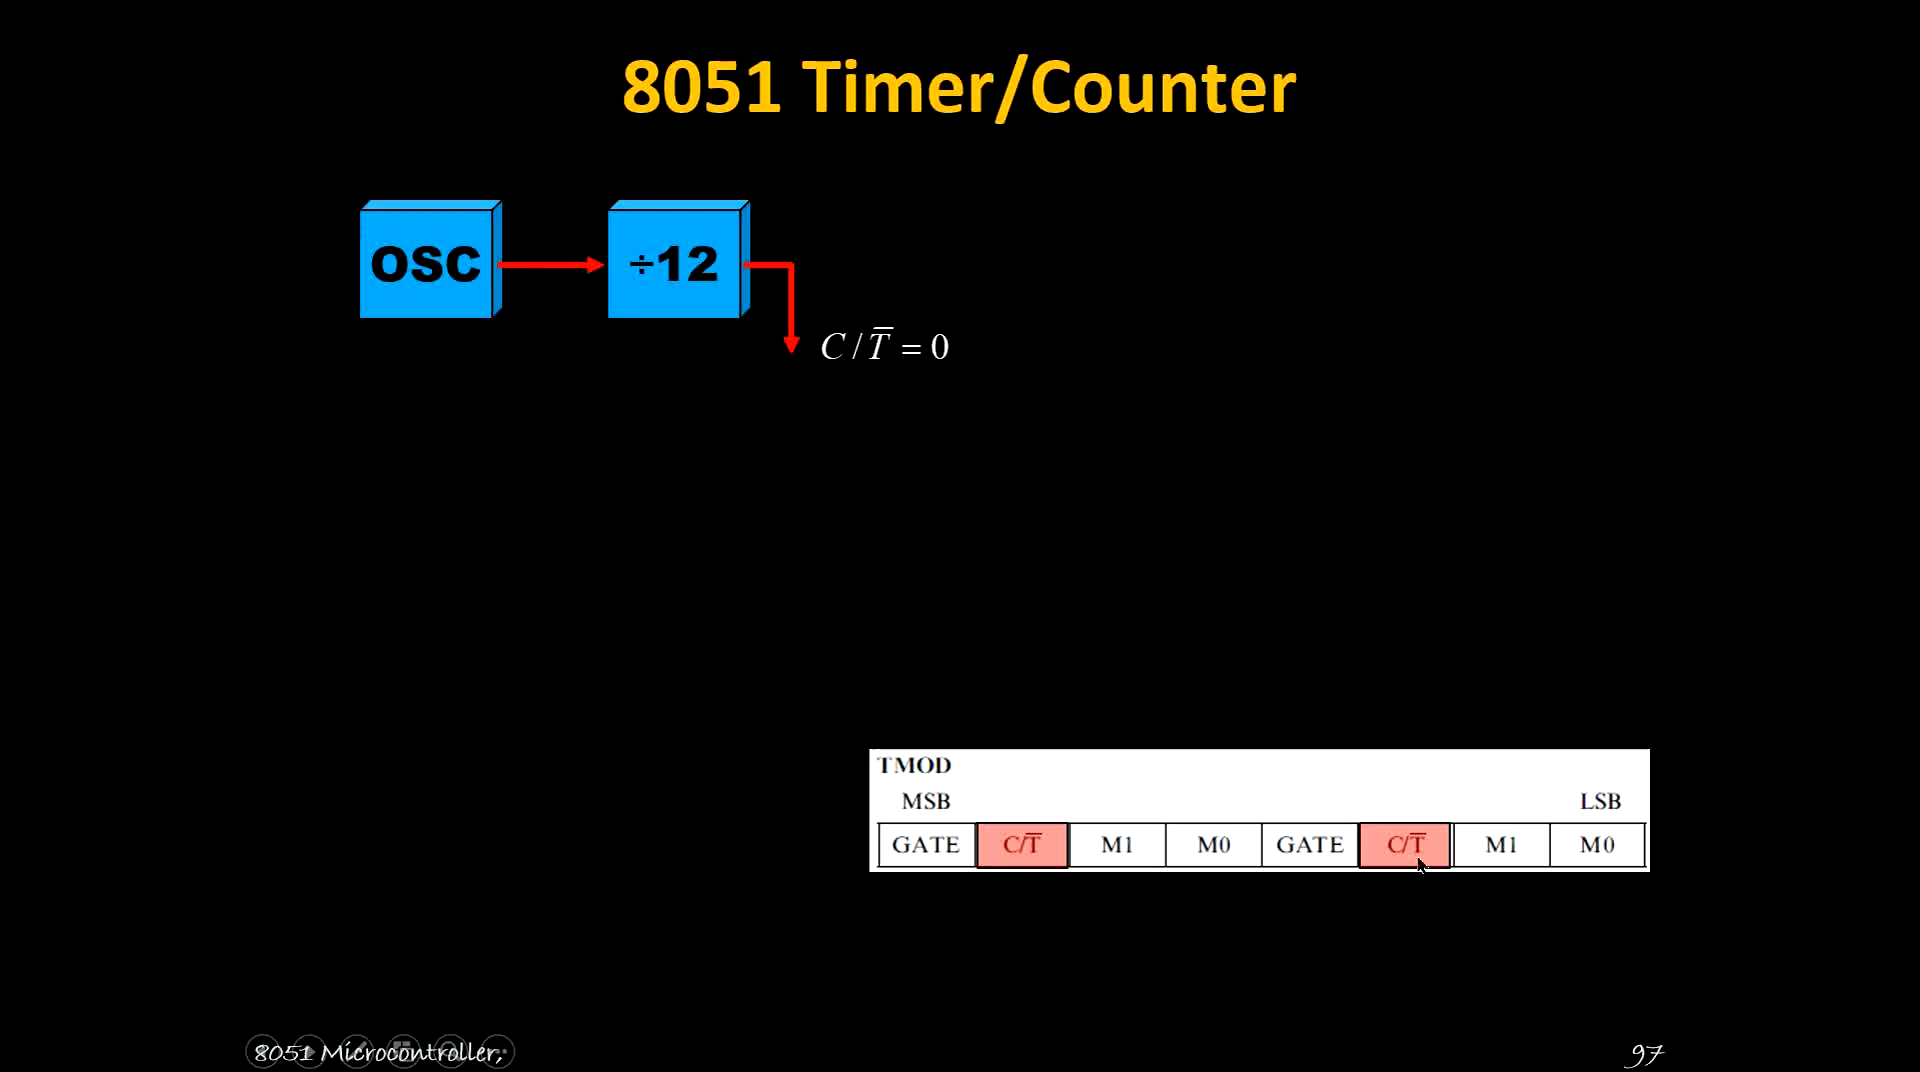 8051 Timer/Counter
OSC
÷12
C / T̅ = 0
TMOD
MSB LSB
GATE C/T̅ M1 M0 GATE C/T̅ M1 M0
8051 Microcontroller,
97